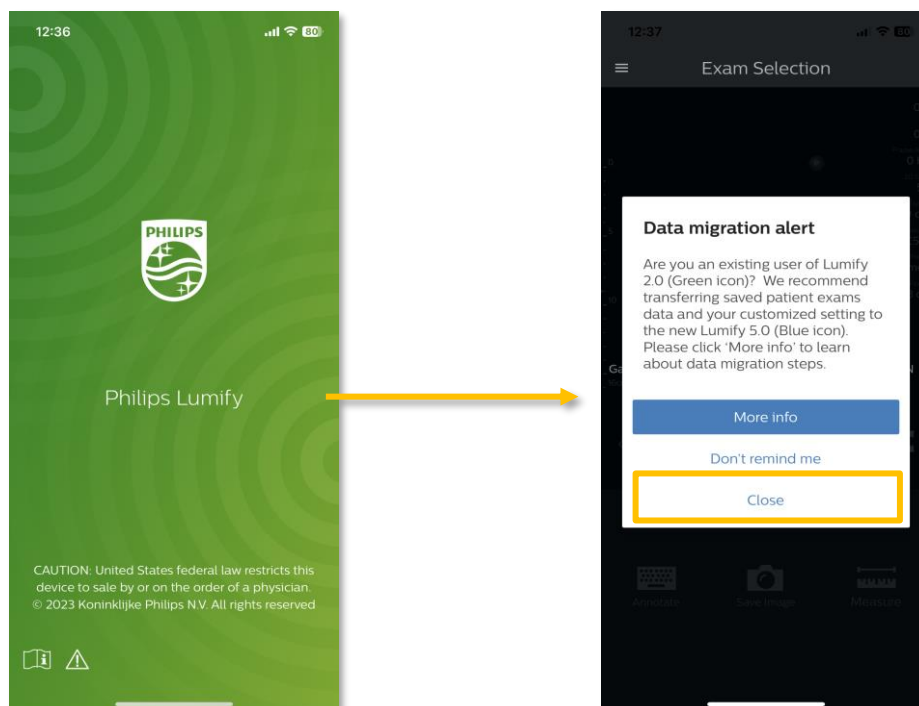 12:36
80
PHILIPS
Philips Lumify
CAUTION: United States federal law restricts this
device to sale by or on the order of a physician.
© 2023 Koninklijke Philips N.V. All rights reserved
12:37
80
Exam Selection
Data migration alert
Are you an existing user of Lumify
2.0 (Green icon)? We recommend
transferring saved patient exams
data and your customized setting to
the new Lumify 5.0 (Blue icon).
Please click 'More info' to learn
about data migration steps.
More info
Don't remind me
Close
Annotate
Save Image
Measure